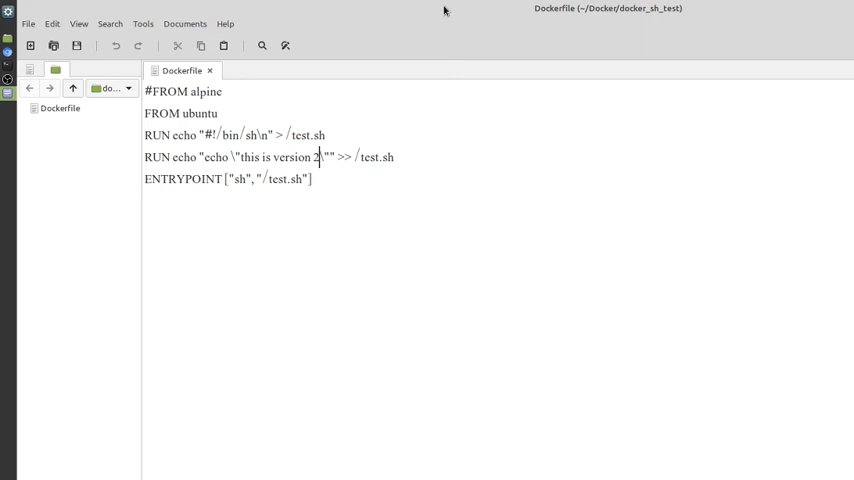 Dockerfile (~/Docker/docker_sh_test)
File Edit View Search Tools Documents Help
Dockerfile ×
do...
Dockerfile
#FROM alpine
FROM ubuntu
RUN echo "#!/bin/sh\n" > /test.sh
RUN echo "echo \"this is version 2\"" >> /test.sh
ENTRYPOINT ["sh", "/test.sh"]